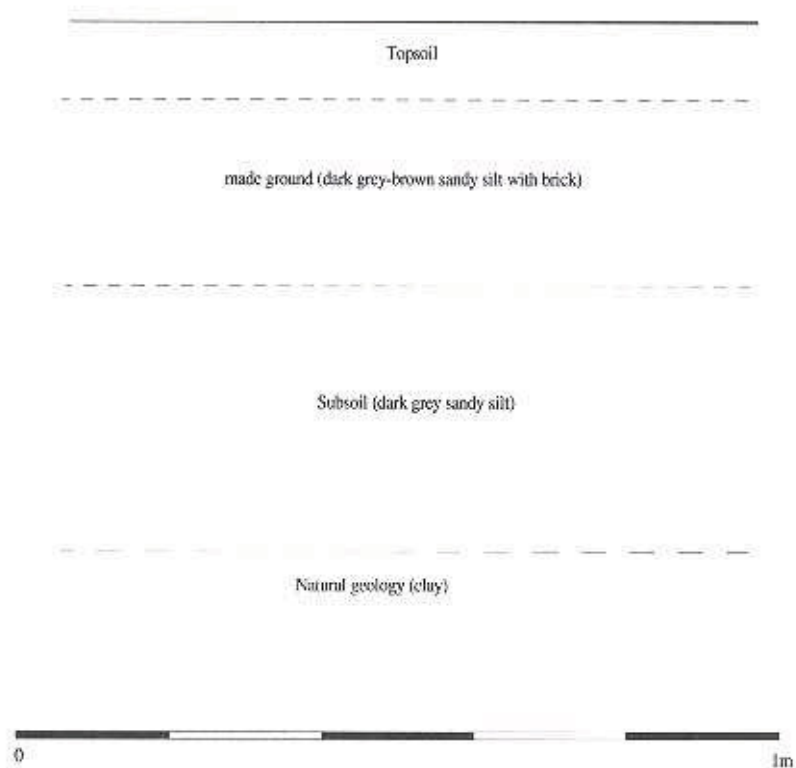 Topsoil
made ground (dark grey-brown sandy silt with brick)
Subsoil (dark grey sandy silt)
Natural geology (clay)
0 1m